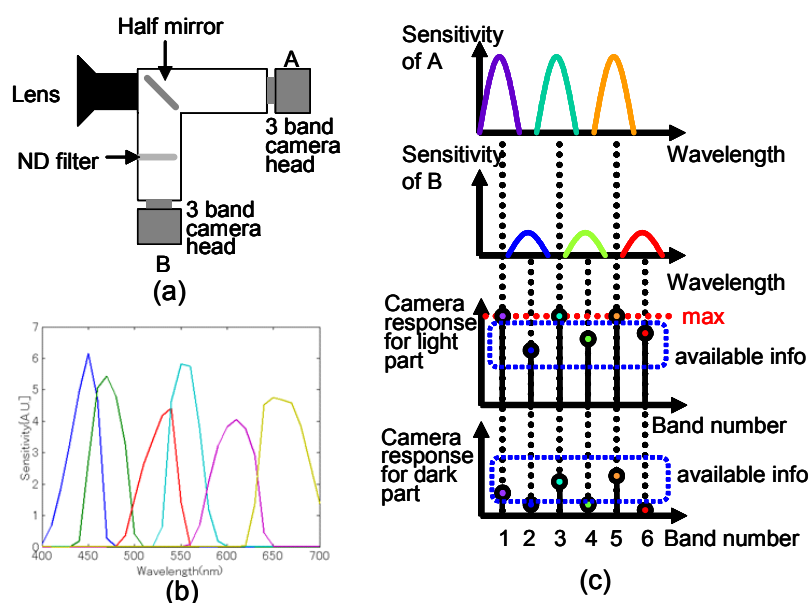 Half mirror
Lens
A
3 band
camera
head
ND filter
3 band
camera
head
B
(a)
7
6
5
4
3
2
1
0
400 450 500 550 600 650 700
Sensitivity[A.U.]
Wavelength(nm)
(b)
Sensitivity
of A
Wavelength
Sensitivity
of B
Wavelength
Camera
response
for light
part
max
available info
Band number
Camera
response
for dark
part
available info
1 2 3 4 5 6 Band number
(c)